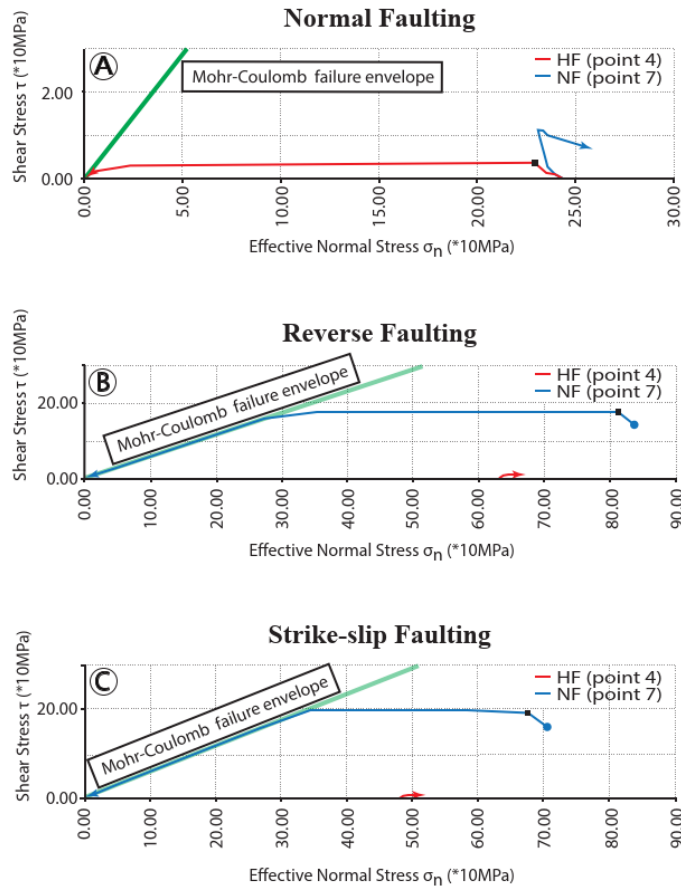 Normal Faulting
A
Shear Stress τ (*10MPa)
2.00
0.00
Mohr-Coulomb failure envelope
HF (point 4)
NF (point 7)
0.00 5.00 10.00 15.00 20.00 25.00 30.00
Effective Normal Stress σn (*10MPa)
Reverse Faulting
B
Shear Stress τ (*10MPa)
20.00
0.00
Mohr-Coulomb failure envelope
HF (point 4)
NF (point 7)
0.00 10.00 20.00 30.00 40.00 50.00 60.00 70.00 80.00 90.00
Effective Normal Stress σn (*10MPa)
Strike-slip Faulting
C
Shear Stress τ (*10MPa)
20.00
0.00
Mohr-Coulomb failure envelope
HF (point 4)
NF (point 7)
0.00 10.00 20.00 30.00 40.00 50.00 60.00 70.00 80.00 90.00
Effective Normal Stress σn (*10MPa)